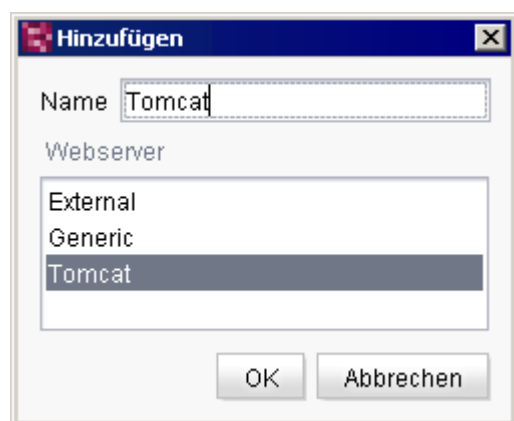 Hinzufügen
Name Tomcat
Webserver
External
Generic
Tomcat
OK Abbrechen